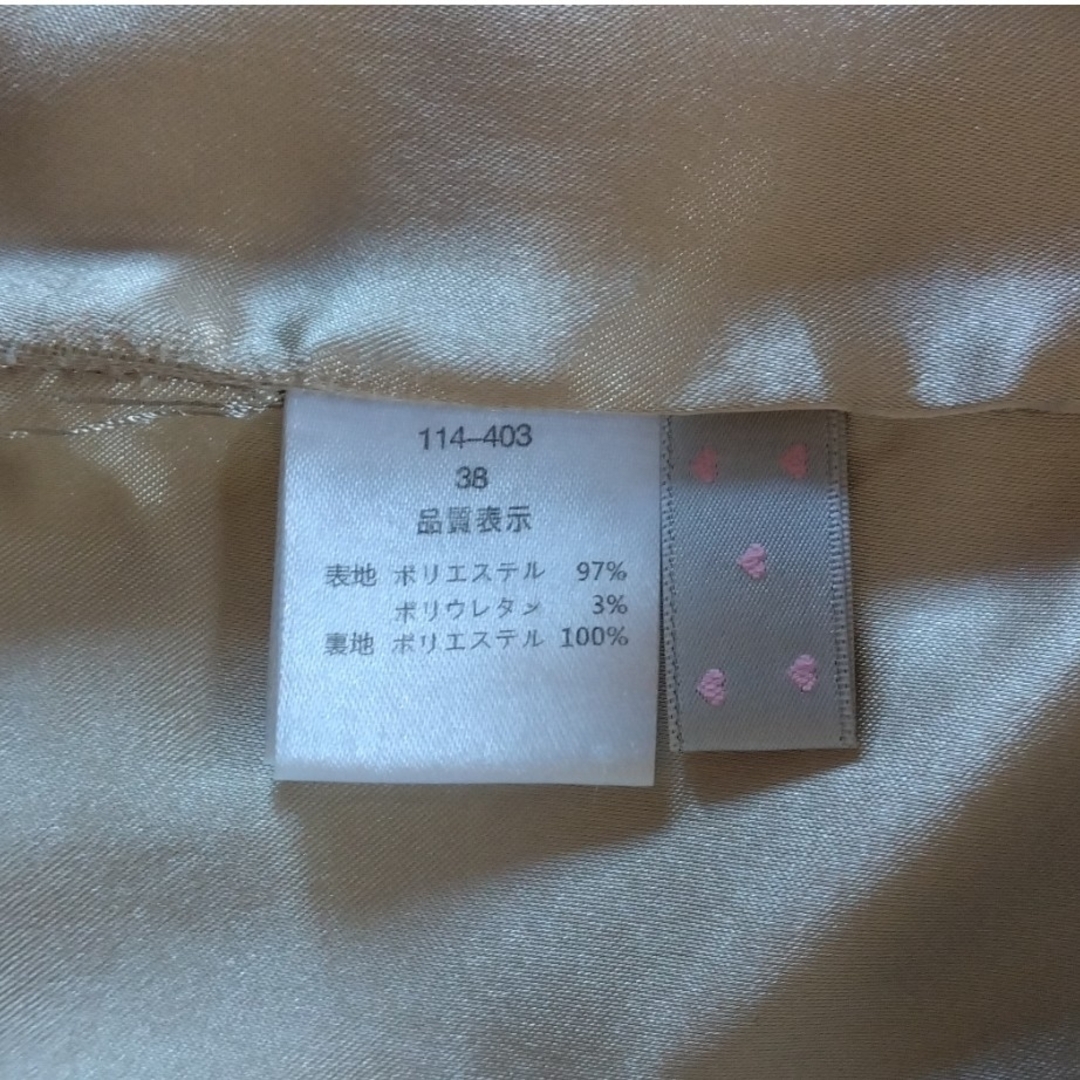 114–403
38
品質表示
表地 ポリエステル 97%
ポリウレタン 3%
裏地 ポリエステル 100%